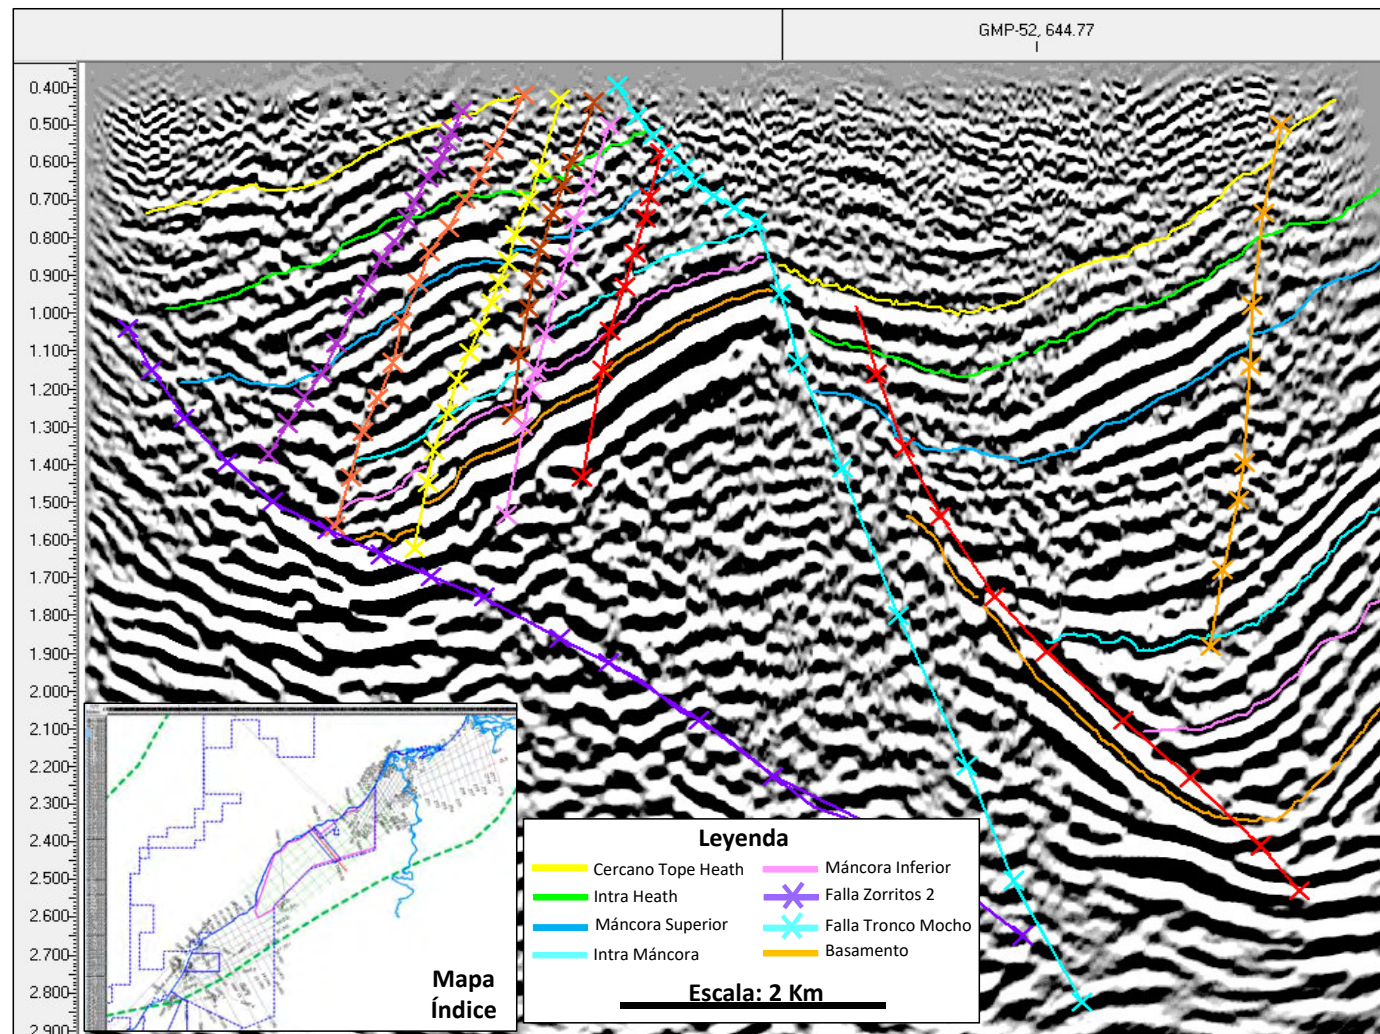 GMP-52, 644.77
0.400
0.500
0.600
0.700
0.800
0.900
1.000
1.100
1.200
1.300
1.400
1.500
1.600
1.700
1.800
1.900
2.000
2.100
2.200
2.300
2.400
2.500
2.600
2.700
2.800
2.900
Mapa
Índice
Leyenda
Cercano Tope Heath
Máncora Inferior
Intra Heath
Falla Zorritos 2
Máncora Superior
Falla Tronco Mocho
Intra Máncora
Basamento
Escala: 2 Km